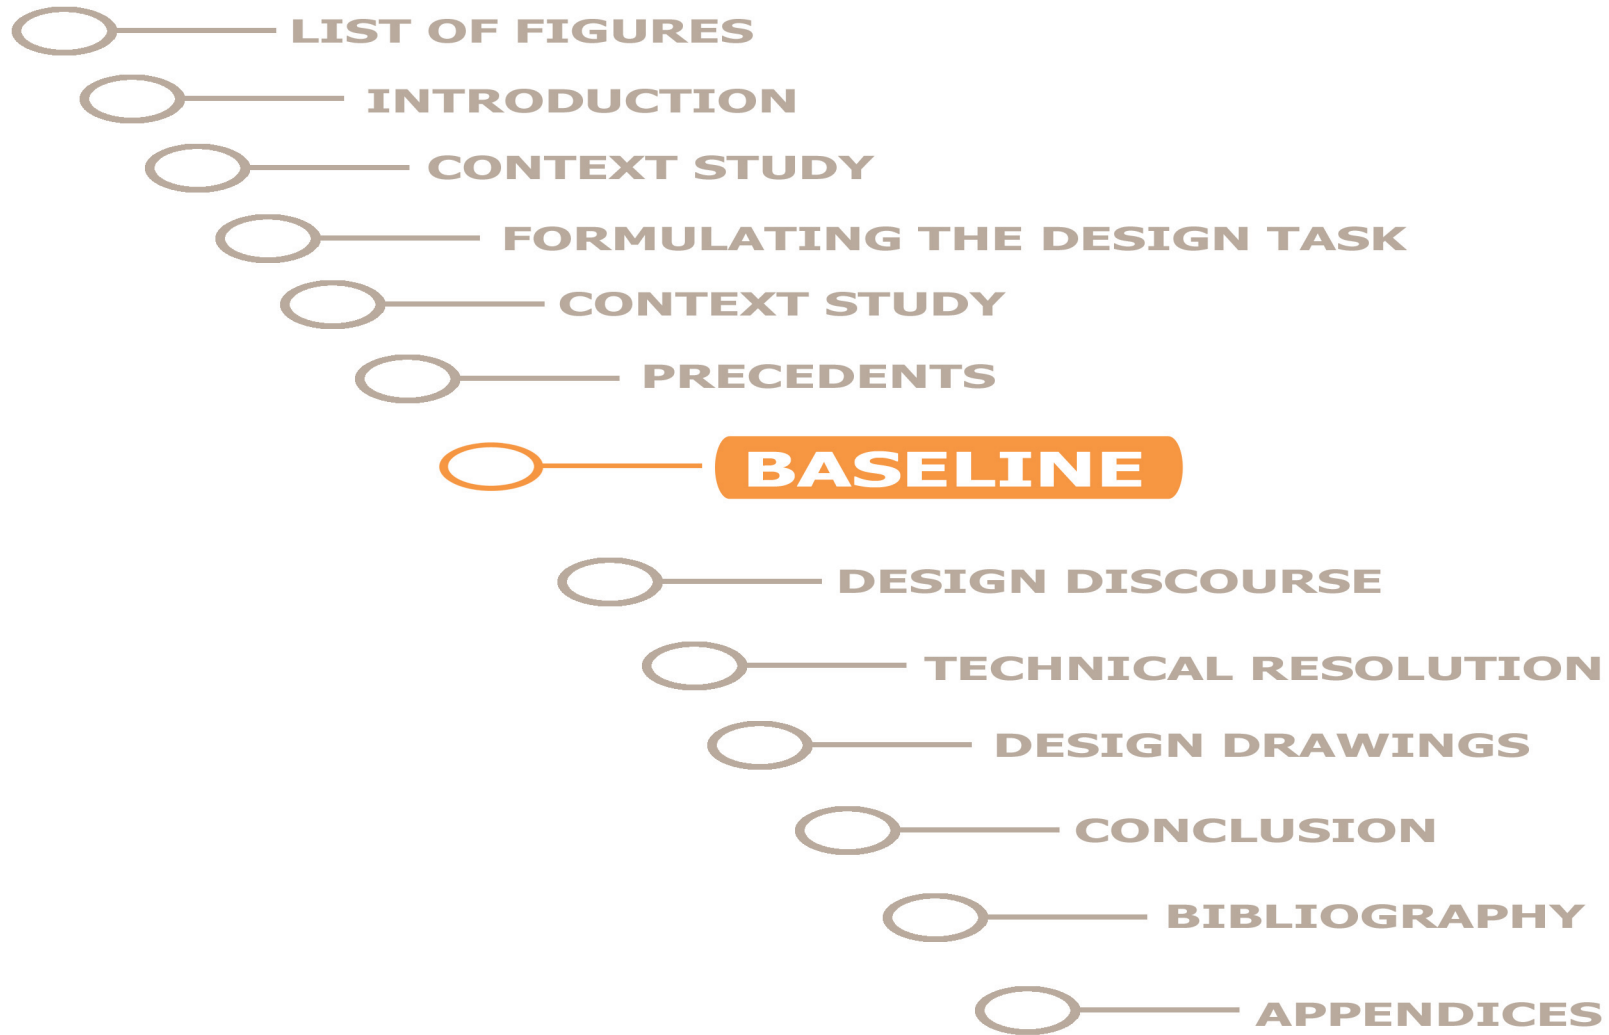 LIST OF FIGURES
INTRODUCTION
CONTEXT STUDY
FORMULATING THE DESIGN TASK
CONTEXT STUDY
PRECEDENTS
BASELINE
DESIGN DISCOURSE
TECHNICAL RESOLUTION
DESIGN DRAWINGS
CONCLUSION
BIBLIOGRAPHY
APPENDICES